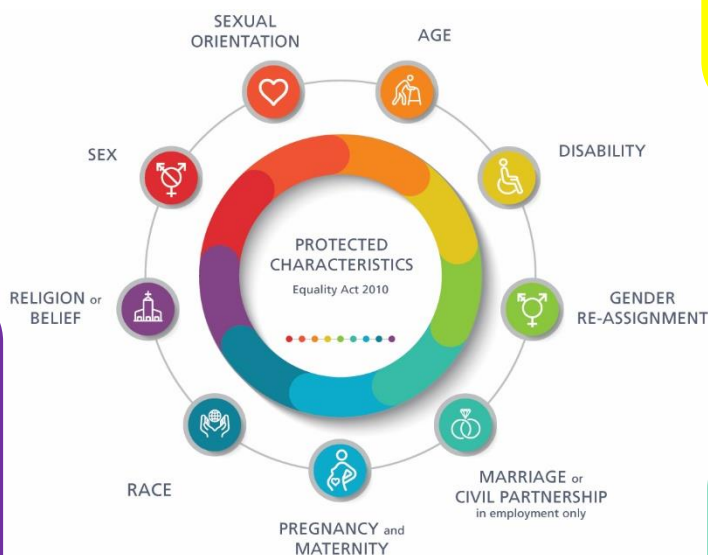 SEXUAL
ORIENTATION
AGE
SEX
DISABILITY
PROTECTED
CHARACTERISTICS
Equality Act 2010
RELIGION or
BELIEF
GENDER
RE-ASSIGNMENT
RACE
MARRIAGE or
CIVIL PARTNERSHIP
in employment only
PREGNANCY and
MATERNITY